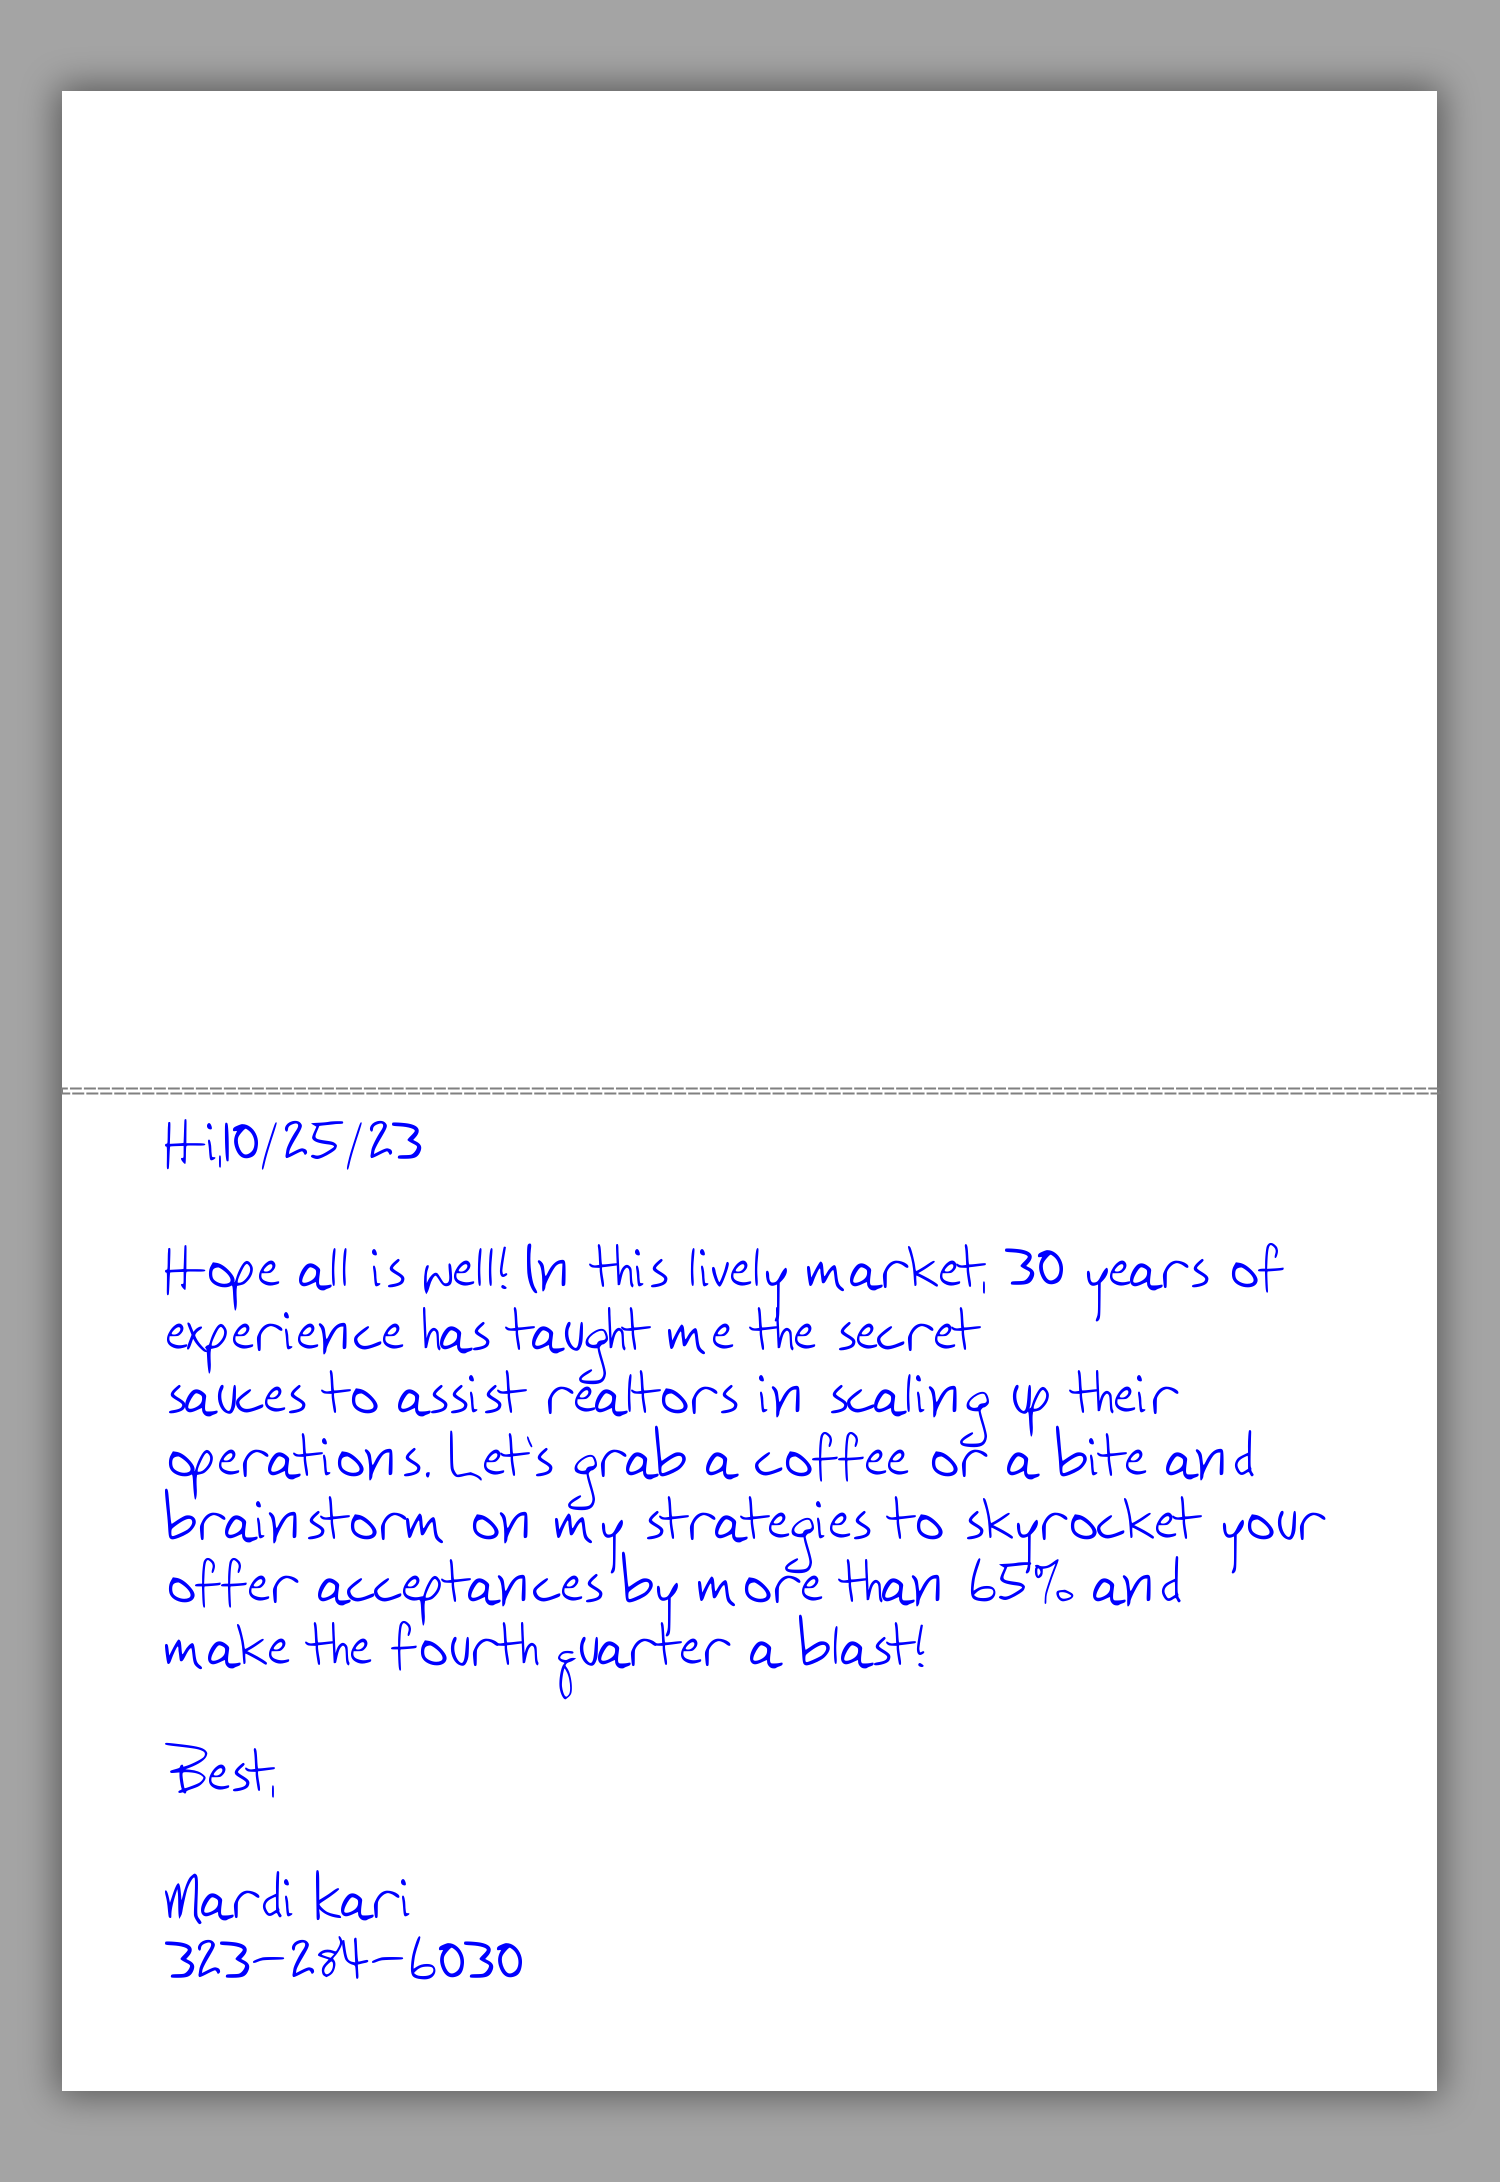 Hi,10/25/23
Hope all is well! In this lively market, 30 years of
experience has taught me the secret
sauces to assist realtors in scaling up their
operations. Let's grab a coffee or a bite and
brainstorm on my strategies to skyrocket your
offer acceptances by more than 65% and
make the fourth quarter a blast!
Best,
Mardi Kari
323-284-6030